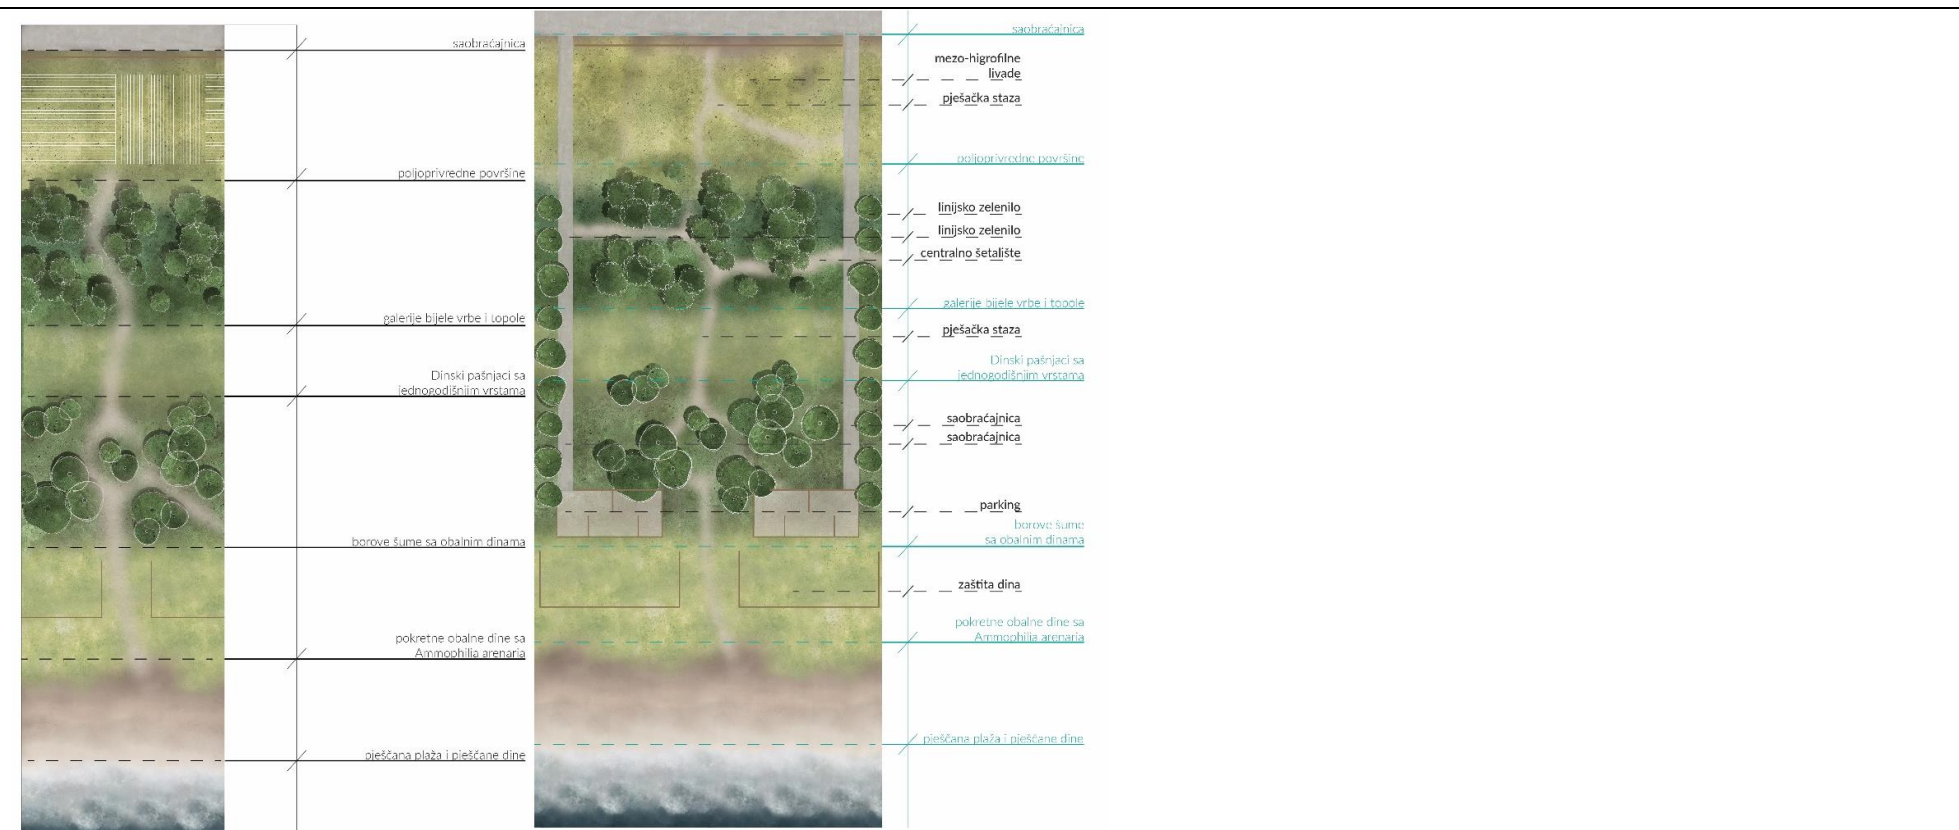 saobraćajnica
poljoprivredne površine
galerije bijele vrbe i topole
Dinski pašnjaci sa
jednogodišnjim vrstama
borove šume sa obalnim dinama
pokretne obalne dine sa
Ammophilia arenaria
pješčana plaža i pješčane dine
saobraćajnica
mezo-higrofilne
livade
pješačka staza
poljoprivredne površine
linijsko zelenilo
linijsko zelenilo
centralno šetalište
galerije bijele vrbe i topole
pješačka staza
Dinski pašnjaci sa
jednogodišnjim vrstama
saobraćajnica
saobraćajnica
parking
borove šume
sa obalnim dinama
zaštita dina
pokretne obalne dine sa
Ammophilia arenaria
pješčana plaža i pješčane dine